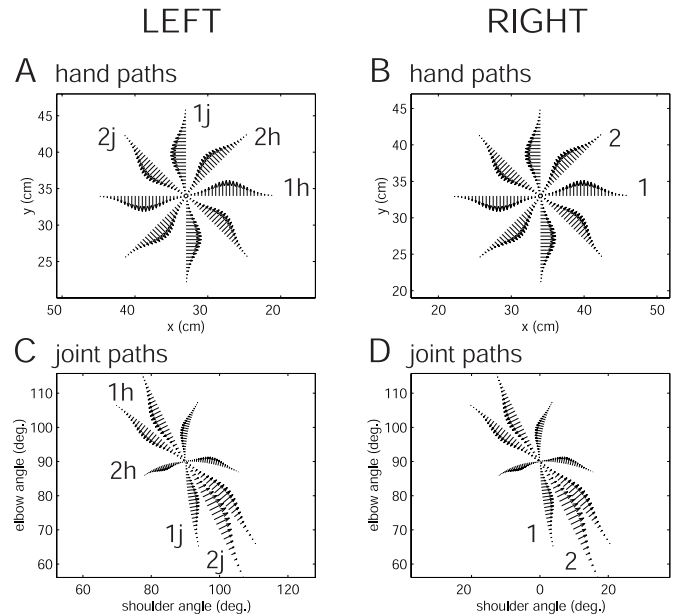 LEFT
RIGHT
A hand paths
B hand paths
45
40
35
30
25
y (cm)
50
40
30
20
x (cm)
1j
2h
2j
1h
45
40
35
30
25
20
y (cm)
20
30
40
50
x (cm)
2
1
C joint paths
D joint paths
110
100
90
80
70
60
elbow angle (deg.)
60
80
100
120
shoulder angle (deg.)
1h
2h
1j
2j
110
100
90
80
70
60
elbow angle (deg.)
20
0
20
shoulder angle (deg.)
1
2